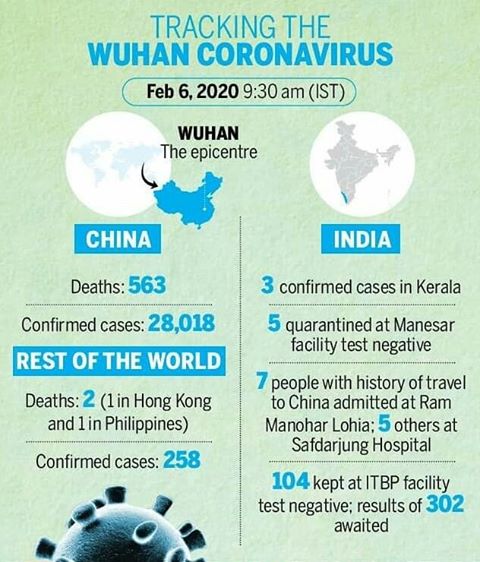 TRACKING THE
WUHAN CORONAVIRUS
Feb 6, 2020 9:30 am (IST)
WUHAN
The epicentre
CHINA
Deaths: 563
Confirmed cases: 28,018
REST OF THE WORLD
Deaths: 2 (1 in Hong Kong
and 1 in Philippines)
Confirmed cases: 258
INDIA
3 confirmed cases in Kerala
5 quarantined at Manesar
facility test negative
7 people with history of travel
to China admitted at Ram
Manohar Lohia; 5 others at
Safdarjung Hospital
104 kept at ITBP facility
test negative; results of 302
awaited